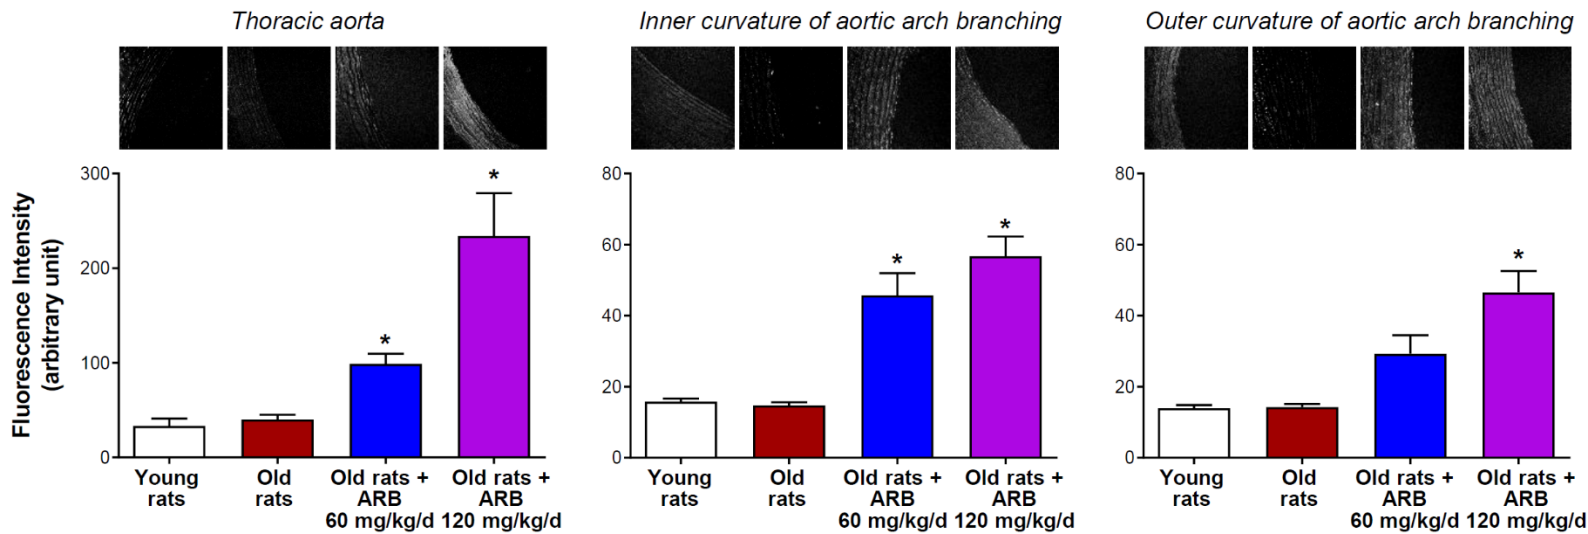 Thoracic aorta
Inner curvature of aortic arch branching
Outer curvature of aortic arch branching
Fluorescence Intensity
(arbitrary unit)
300
200
100
0
*
*
Young
rats
Old
rats
Old rats +
ARB
60 mg/kg/d
Old rats +
ARB
120 mg/kg/d
80
60
40
20
0
*
*
Young
rats
Old
rats
Old rats +
ARB
60 mg/kg/d
Old rats +
ARB
120 mg/kg/d
80
60
40
20
0
*
Young
rats
Old
rats
Old rats +
ARB
60 mg/kg/d
Old rats +
ARB
120 mg/kg/d